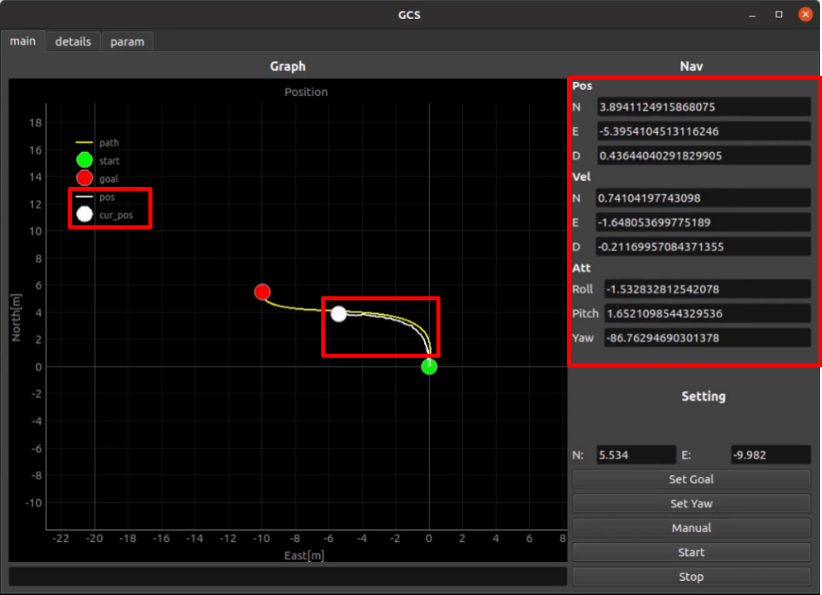 GCS
main details param
Graph
Position
18
16
14
12
10
8
6
4
2
0
-2
-4
-6
-8
-10
North[m]
path
start
goal
pos
cur_pos
-22 -20 -18 -16 -14 -12 -10 -8 -6 -4 -2 0 2 4 6 8
East[m]
Nav
Pos
N 3.8941124915868075
E -5.3954104513116246
D 0.43644040291829905
Vel
N 0.74104197743098
E -1.648053699775189
D -0.21169957084371355
Att
Roll -1.532832812542078
Pitch 1.6521098544329536
Yaw -86.76294690301378
Setting
N: 5.534 E: -9.982
Set Goal
Set Yaw
Manual
Start
Stop